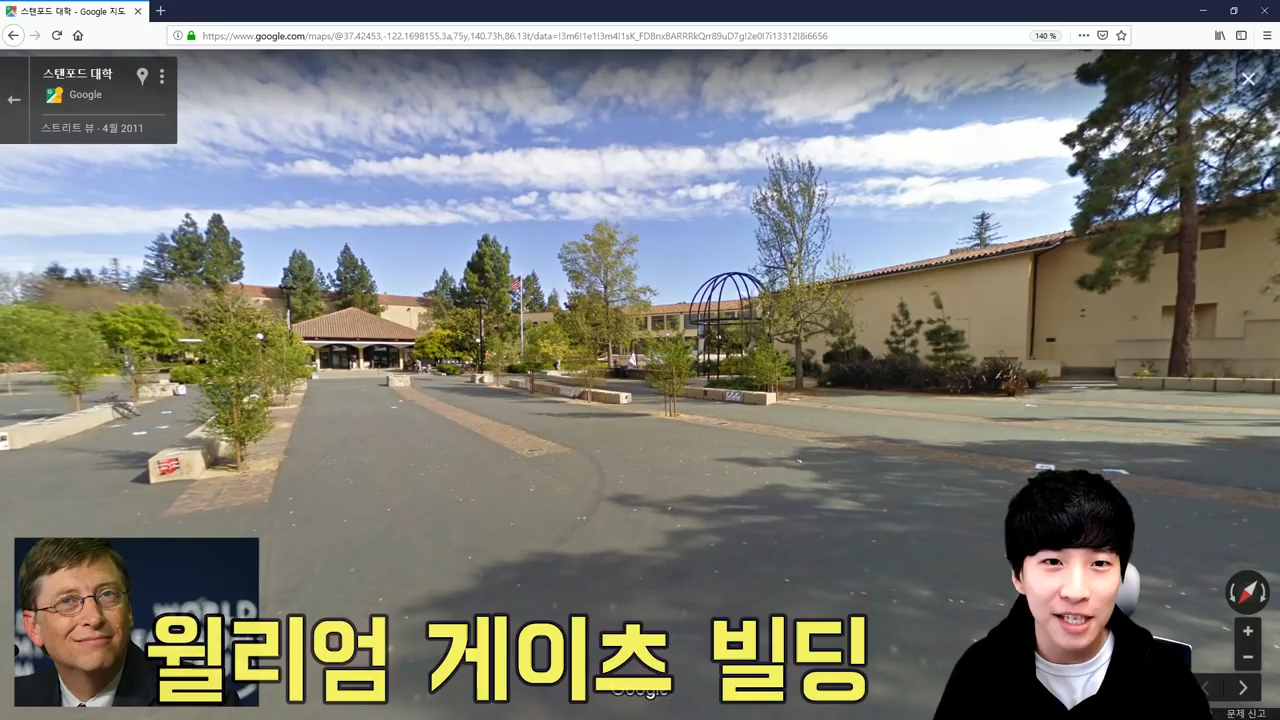 스탠포드 대학 - Google 지도
https://www.google.com/maps/@37.42453,-122.1698155,3a,75y,140.73h,86.13t/data=!3m6!1e1!3m4!1sK_FDBnxBARRRkQrr89uD7g!2e0!7i13312!8i6656
140 %
스탠포드 대학
Google
스트리트 뷰 - 4월 2011
WORLD
윌리엄 게이츠 빌딩
Google
문제 신고